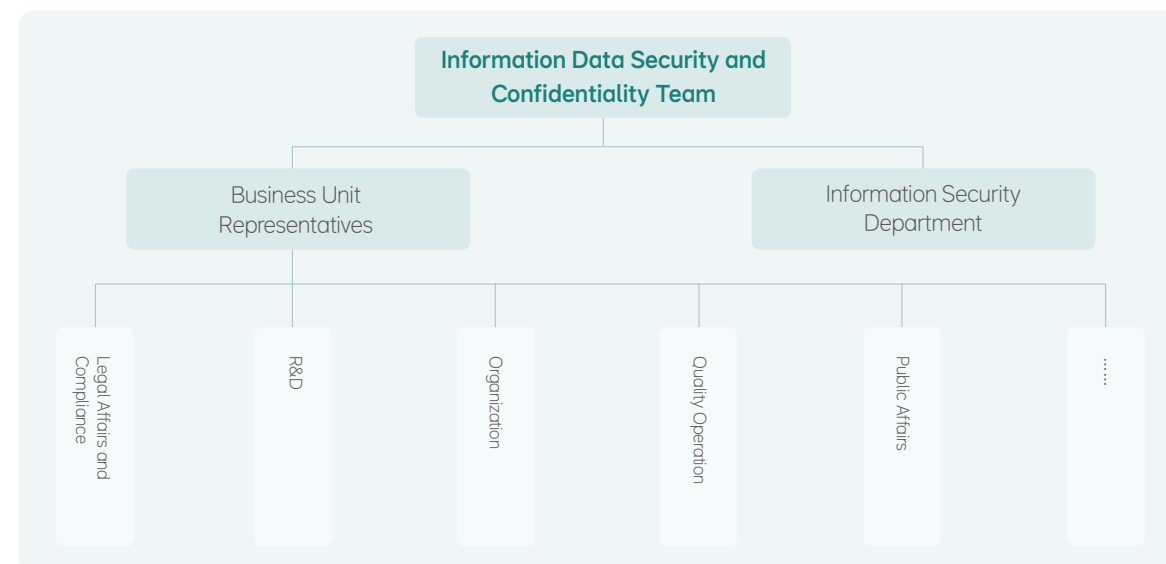 Information Data Security and
Confidentiality Team
Business Unit
Representatives
Information Security
Department
Legal Affairs and
Compliance
R&D
Organization
Quality Operation
Public Affairs
……